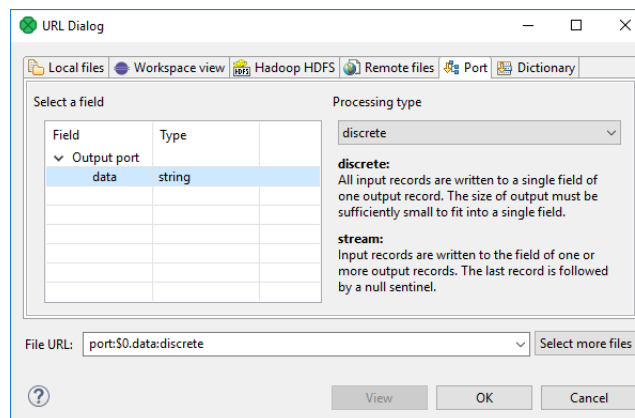 URL Dialog
Local files Workspace view Hadoop HDFS Remote files Port Dictionary
Select a field
Field Type
Output port
data string
Processing type
discrete
discrete:
All input records are written to a single field of
one output record. The size of output must be
sufficiently small to fit into a single field.
stream:
Input records are written to the field of one or
more output records. The last record is followed
by a null sentinel.
File URL: port:$0.data:discrete Select more files
? View OK Cancel